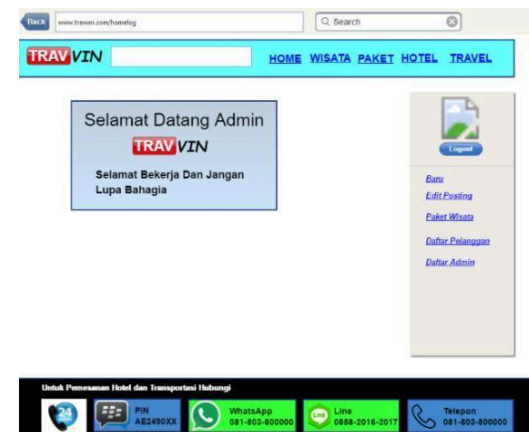 Back www.travvin.com/homelog Search
TRAVVIN HOME WISATA PAKET HOTEL TRAVEL
Selamat Datang Admin
TRAVVIN
Selamat Bekerja Dan Jangan
Lupa Bahagia
Logout
Baru
Edit Posting
Paket Wisata
Daftar Pelanggan
Daftar Admin
Untuk Pemesanan Hotel dan Transportasi Hubungi
24
PIN
AE2490XX
WhatsApp
081-803-800000
Line
0858-2016-2017
Telepon
081-803-800000